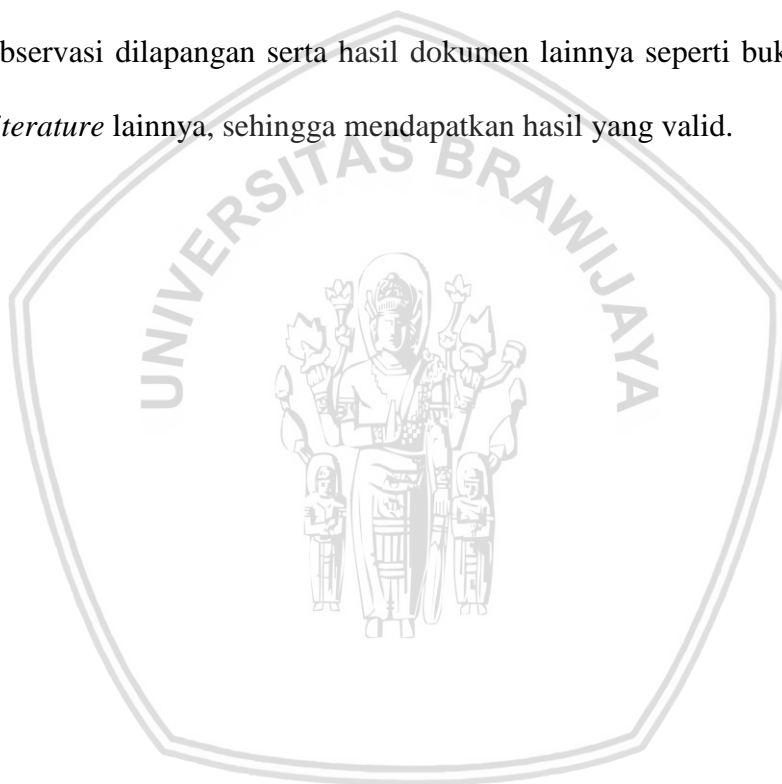 bservasi dilapangan serta hasil dokumen lainnya seperti buk
iterature lainnya, sehingga mendapatkan hasil yang valid.
UNIVERSITAS BRAWIJAYA